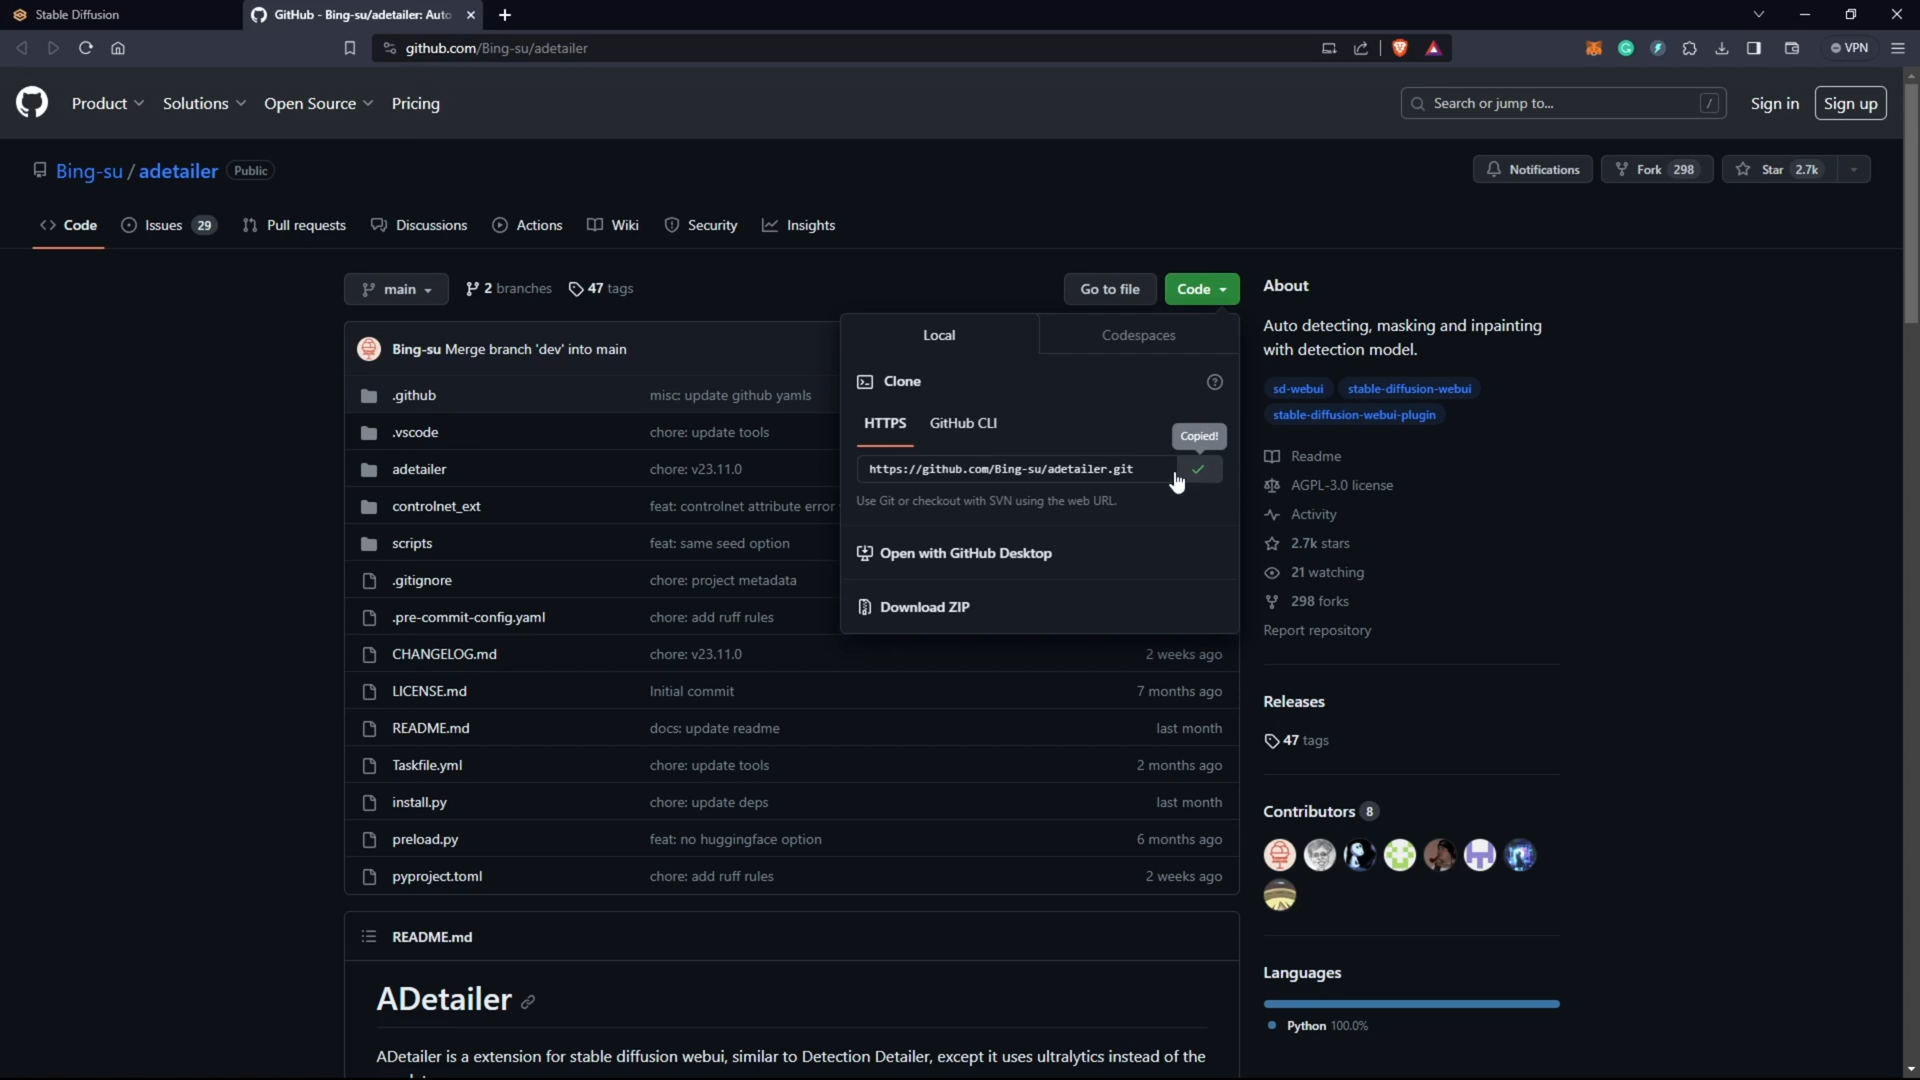 Stable Diffusion
GitHub - Bing-su/adetailer: Auto
github.com/Bing-su/adetailer
VPN
Product
Solutions
Open Source
Pricing
Search or jump to...
/
Sign in
Sign up
Bing-su / adetailer
Public
Notifications
Fork 298
Star 2.7k
Code
Issues 29
Pull requests
Discussions
Actions
Wiki
Security
Insights
main
2 branches
47 tags
Go to file
Code
Bing-su Merge branch 'dev' into main
.github
misc: update github yamls
.vscode
chore: update tools
adetailer
chore: v23.11.0
controlnet_ext
feat: controlnet attribute error
scripts
feat: same seed option
.gitignore
chore: project metadata
.pre-commit-config.yaml
chore: add ruff rules
CHANGELOG.md
chore: v23.11.0
2 weeks ago
LICENSE.md
Initial commit
7 months ago
README.md
docs: update readme
last month
Taskfile.yml
chore: update tools
2 months ago
install.py
chore: update deps
last month
preload.py
feat: no huggingface option
6 months ago
pyproject.toml
chore: add ruff rules
2 weeks ago
Local
Codespaces
Clone
HTTPS
GitHub CLI
Copied!
https://github.com/Bing-su/adetailer.git
Use Git or checkout with SVN using the web URL.
Open with GitHub Desktop
Download ZIP
README.md
ADetailer
ADetailer is a extension for stable diffusion webui, similar to Detection Detailer, except it uses ultralytics instead of the
About
Auto detecting, masking and inpainting
with detection model.
sd-webui
stable-diffusion-webui
stable-diffusion-webui-plugin
Readme
AGPL-3.0 license
Activity
2.7k stars
21 watching
298 forks
Report repository
Releases
47 tags
Contributors 8
Languages
Python 100.0%